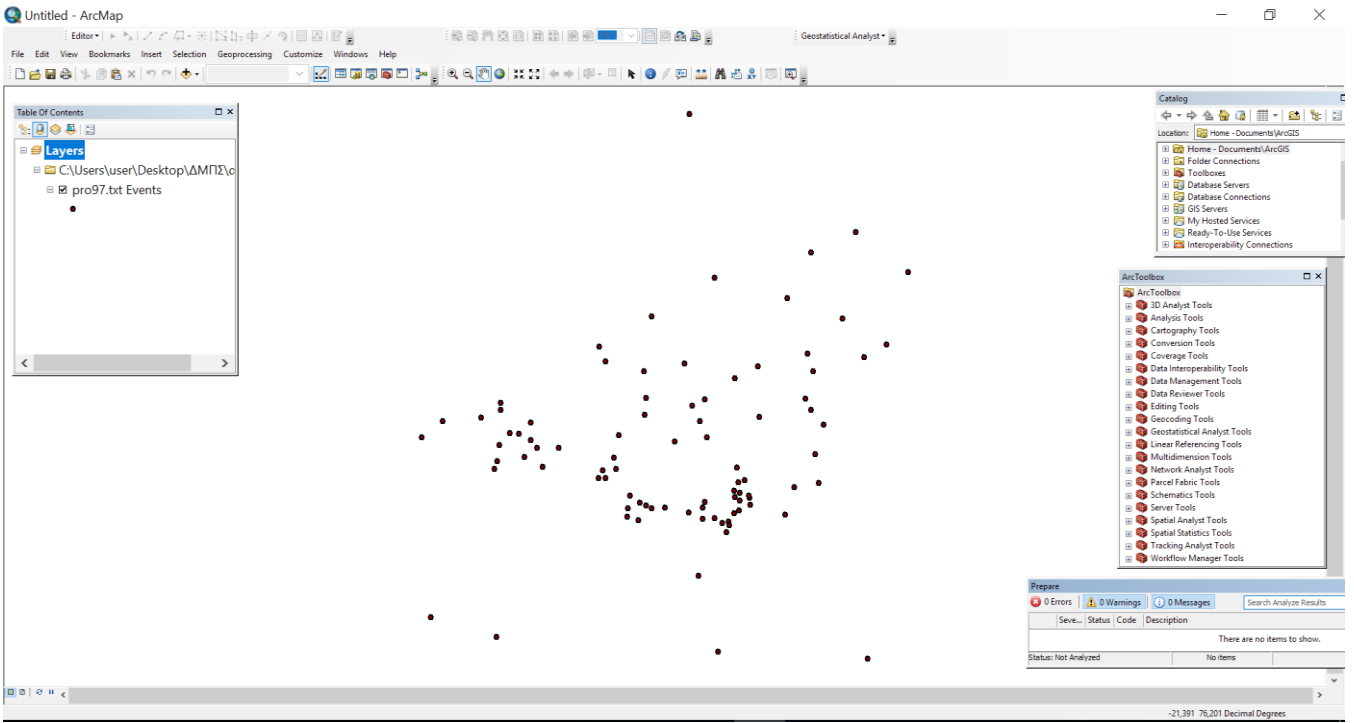 Untitled - ArcMap
Editor
Geostatistical Analyst
File Edit View Bookmarks Insert Selection Geoprocessing Customize Windows Help
Table Of Contents
Layers
C:\Users\user\Desktop\ΔΜΠΣ\o
pro97.txt Events
Catalog
Location: Home - Documents\ArcGIS
Home - Documents\ArcGIS
Folder Connections
Toolboxes
Database Servers
Database Connections
GIS Servers
My Hosted Services
Ready-To-Use Services
Interoperability Connections
ArcToolbox
ArcToolbox
3D Analyst Tools
Analysis Tools
Cartography Tools
Conversion Tools
Coverage Tools
Data Interoperability Tools
Data Management Tools
Data Reviewer Tools
Editing Tools
Geocoding Tools
Geostatistical Analyst Tools
Linear Referencing Tools
Multidimension Tools
Network Analyst Tools
Parcel Fabric Tools
Schematics Tools
Server Tools
Spatial Analyst Tools
Spatial Statistics Tools
Tracking Analyst Tools
Workflow Manager Tools
Prepare
0 Errors 0 Warnings 0 Messages Search Analyze Results
Seve... Status Code Description
There are no items to show.
Status: Not Analyzed No items
-21,391 76,201 Decimal Degrees